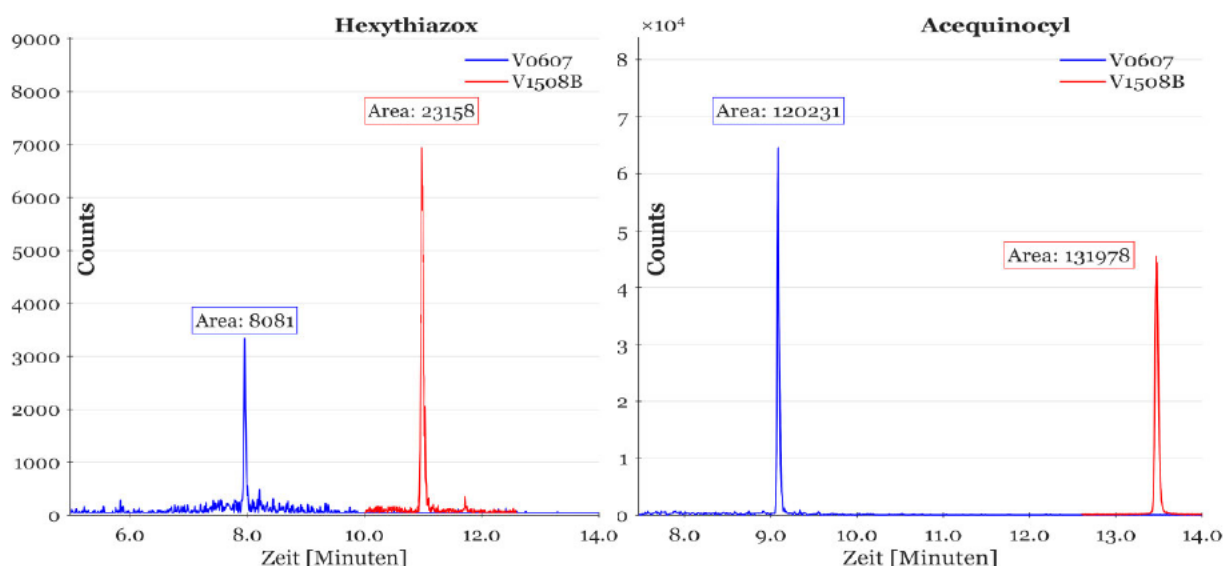 Hexythiazox
9000
8000
7000
6000
5000
4000
3000
2000
1000
0
Counts
V0607
V1508B
Area: 23158
Area: 8081
6.0 8.0 10.0 12.0 14.0
Zeit [Minuten]
Acequinocyl
×10⁴
8
7
6
5
4
3
2
1
0
Counts
V0607
V1508B
Area: 120231
Area: 131978
8.0 9.0 10.0 11.0 12.0 13.0 14.0
Zeit [Minuten]